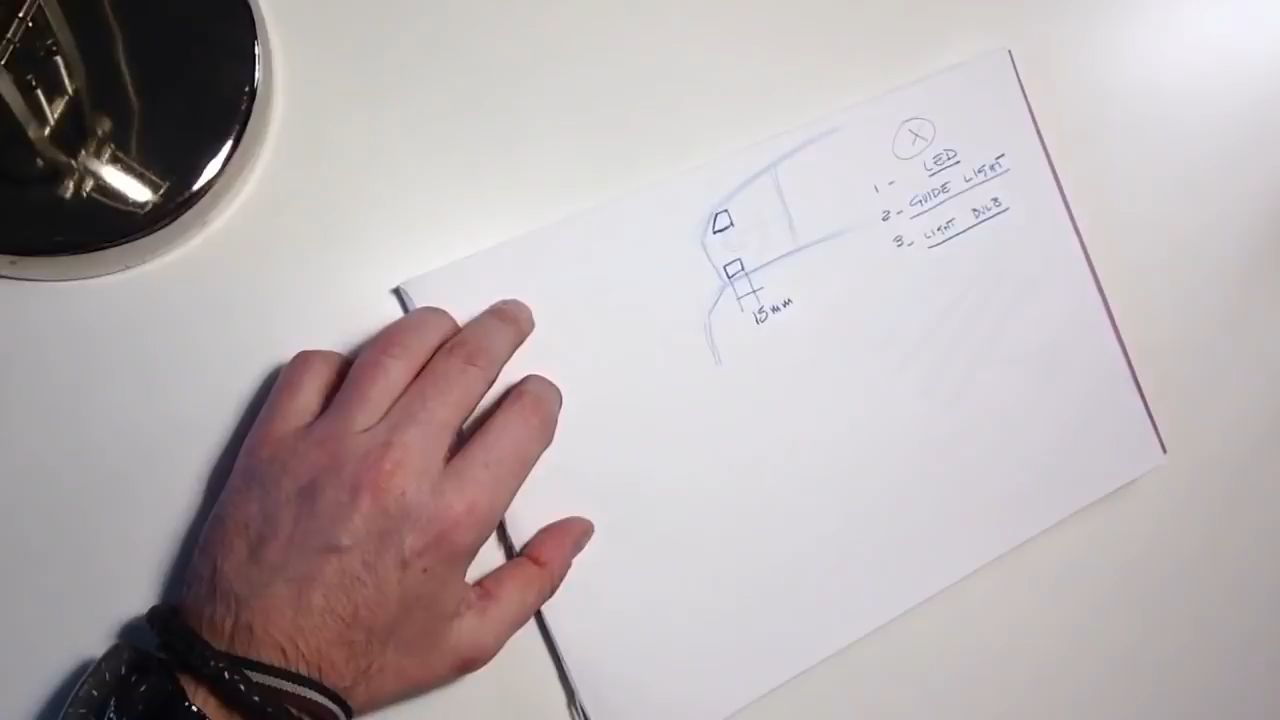 X
1- LED
2- GUIDE LIGHT
3- LIGHT BULB
15mm